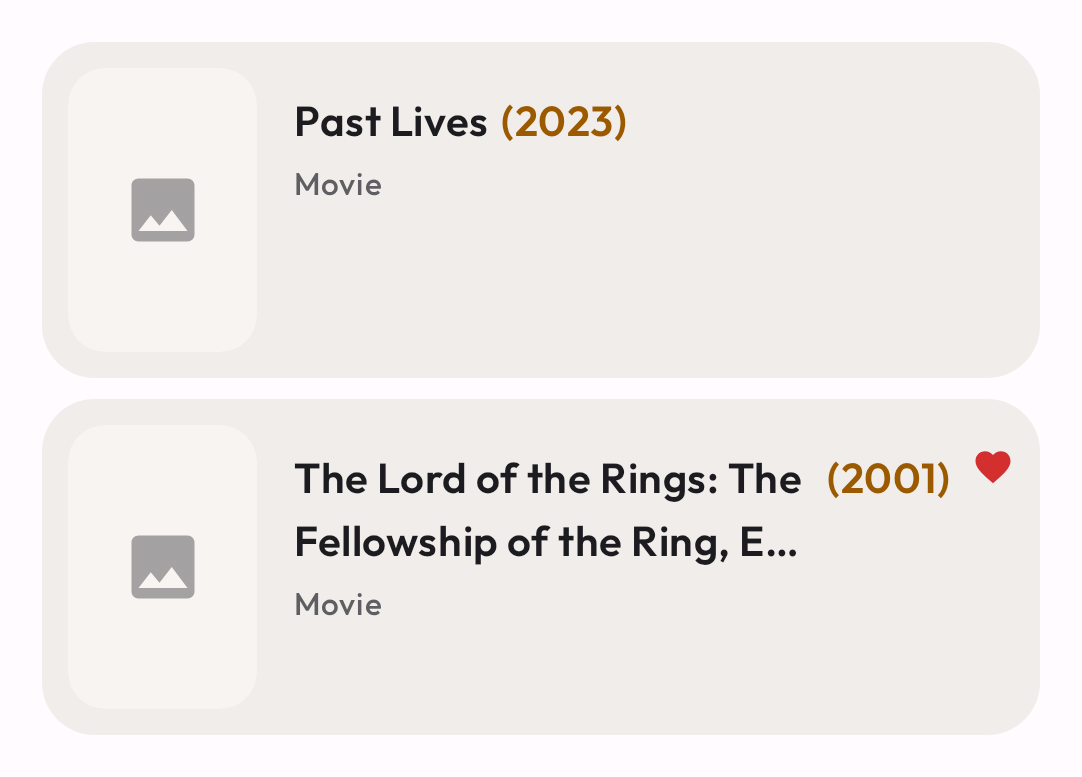 Past Lives (2023)
Movie
The Lord of the Rings: The (2001)
Fellowship of the Ring, E...
Movie